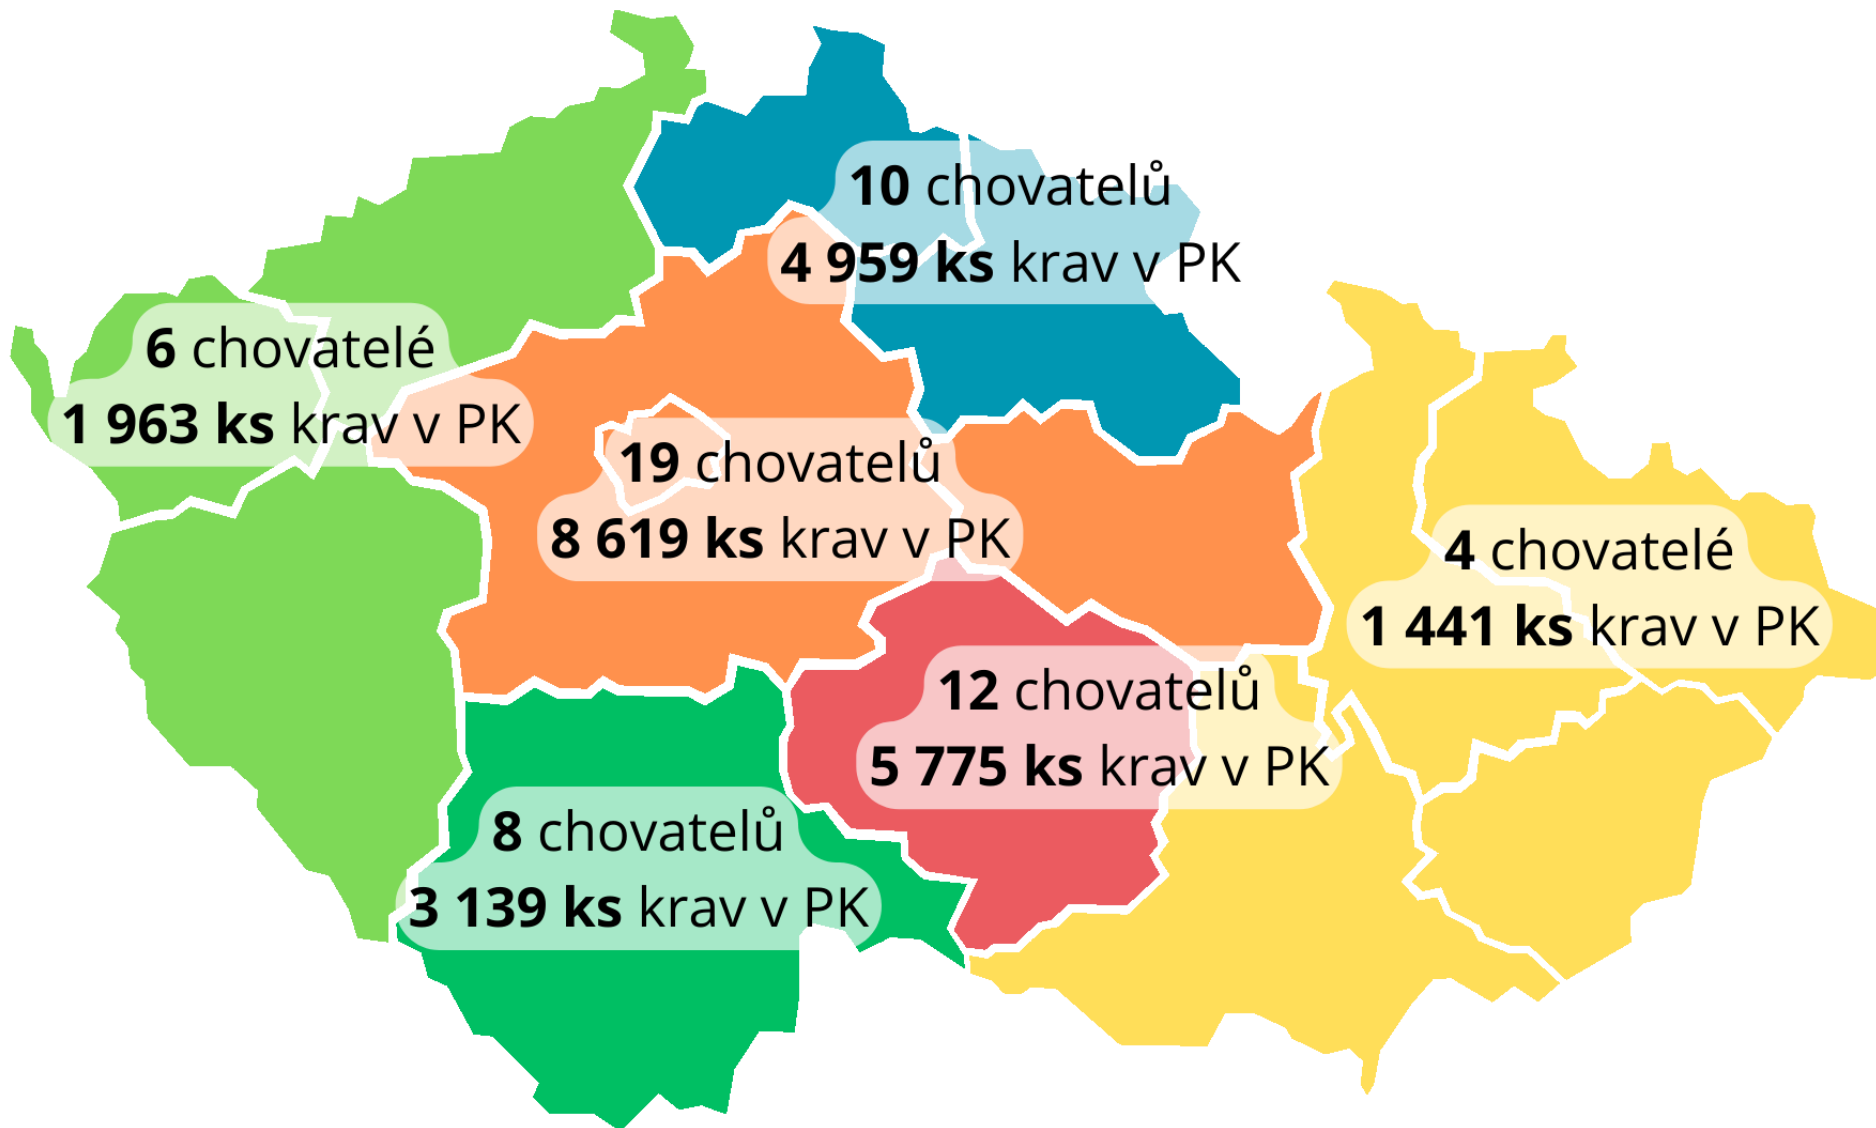 10 chovatelů
4 959 ks krav v PK
6 chovatelé
1 963 ks krav v PK
19 chovatelů
8 619 ks krav v PK
4 chovatelé
1 441 ks krav v PK
12 chovatelů
5 775 ks krav v PK
8 chovatelů
3 139 ks krav v PK